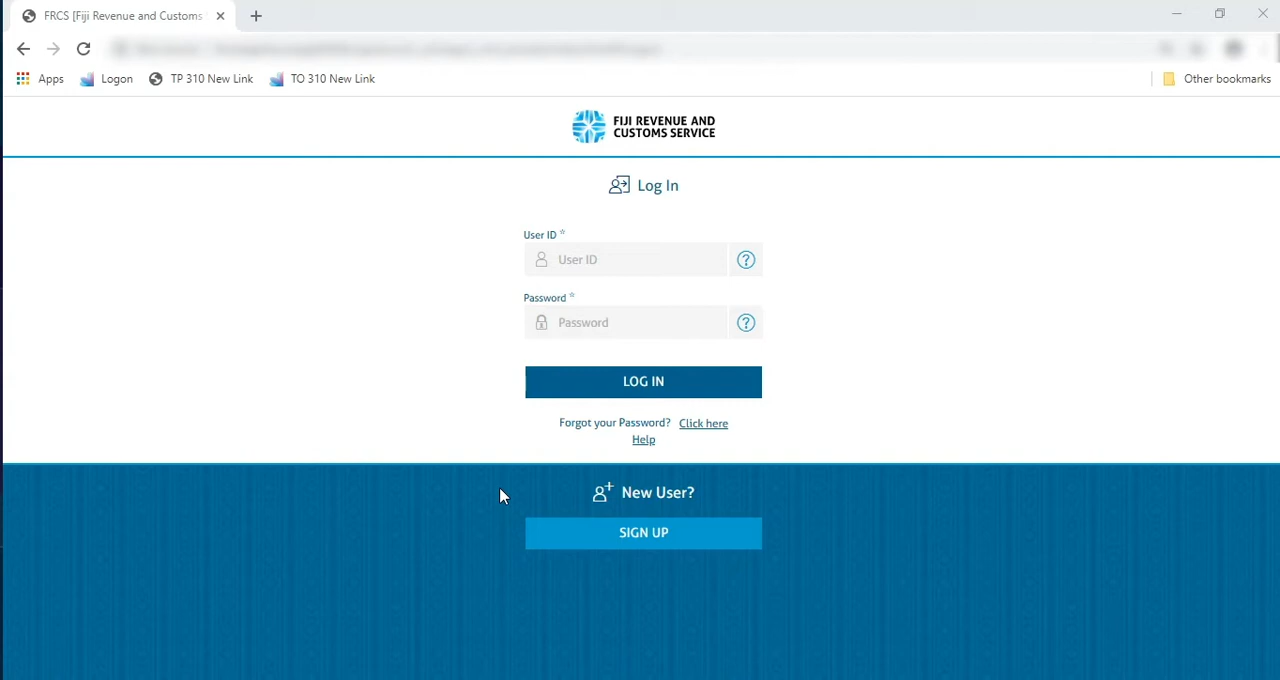 FRCS [Fiji Revenue and Customs
Apps
Logon
TP 310 New Link
TO 310 New Link
Other bookmarks
FIJI REVENUE AND
CUSTOMS SERVICE
Log In
User ID *
User ID
?
Password *
Password
?
LOG IN
Forgot your Password? Click here
Help
New User?
SIGN UP